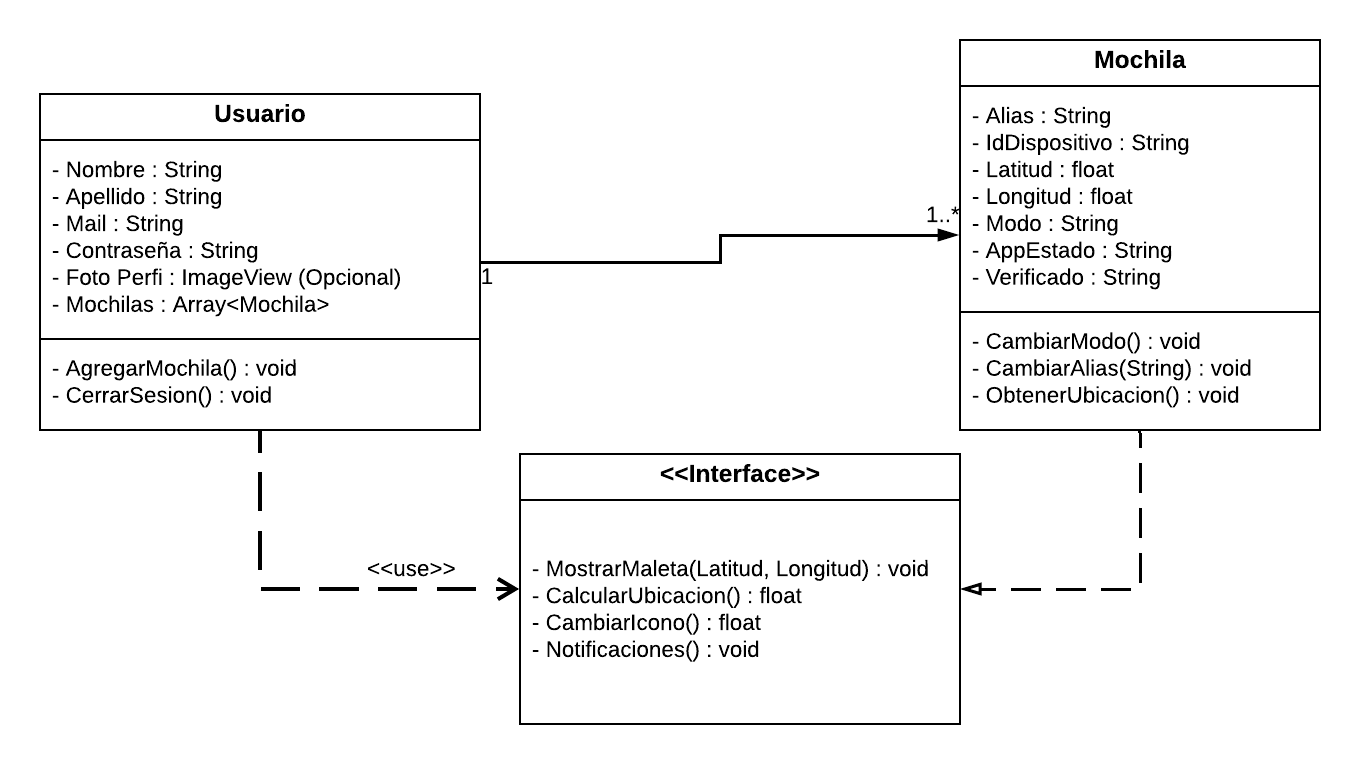 Usuario
- Nombre : String
- Apellido : String
- Mail : String
- Contraseña : String
- Foto Perfi : ImageView (Opcional)
- Mochilas : Array<Mochila>
- AgregarMochila() : void
- CerrarSesion() : void
1
1..*
Mochila
- Alias : String
- IdDispositivo : String
- Latitud : float
- Longitud : float
- Modo : String
- AppEstado : String
- Verificado : String
- CambiarModo() : void
- CambiarAlias(String) : void
- ObtenerUbicacion() : void
<<use>>
<<Interface>>
- MostrarMaleta(Latitud, Longitud) : void
- CalcularUbicacion() : float
- CambiarIcono() : float
- Notificaciones() : void